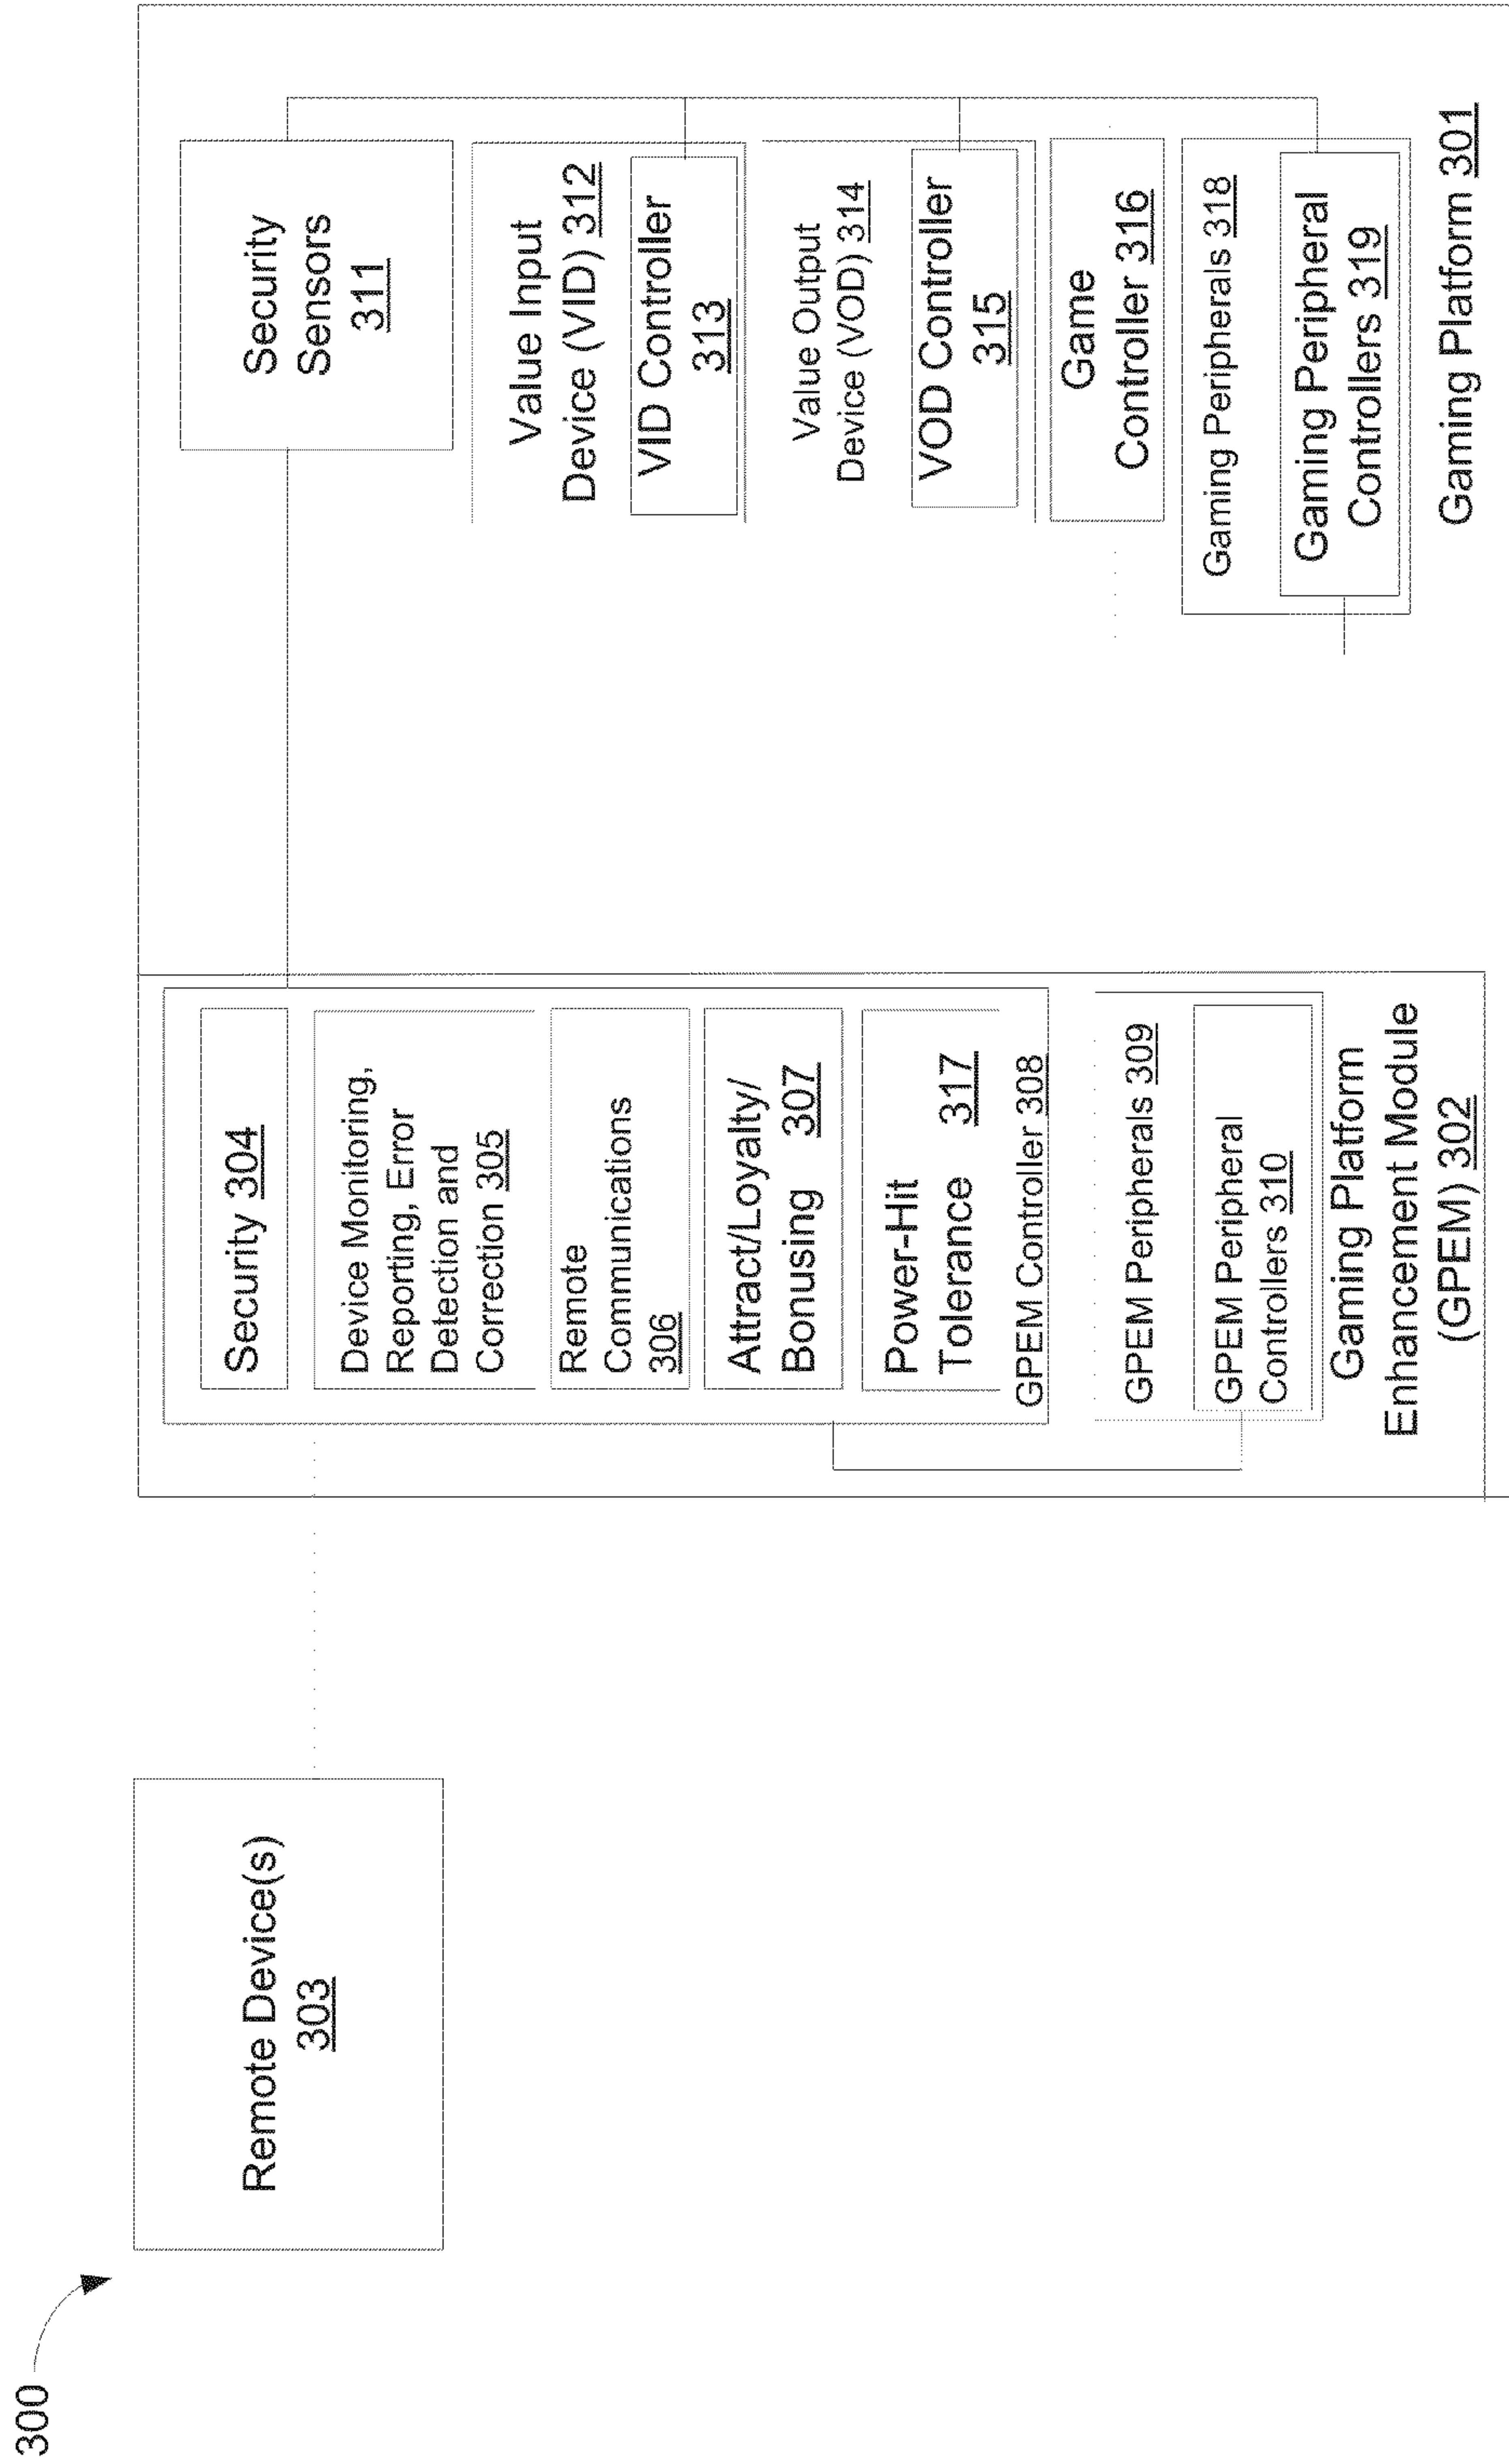 300
Remote Device(s)
303
Security 304
Device Monitoring,
Reporting, Error
Detection and
Correction 305
Remote
Communications
306
Attract/Loyalty/
Bonusing 307
Power-Hit
Tolerance 317
GPEM Controller 308
GPEM Peripherals 309
GPEM Peripheral
Controllers 310
Gaming Platform
Enhancement Module
(GPEM) 302
Security
Sensors
311
Value Input
Device (VID) 312
VID Controller
313
Value Output
Device (VOD) 314
VOD Controller
315
Game
Controller 316
Gaming Peripherals 318
Gaming Peripheral
Controllers 319
Gaming Platform 301